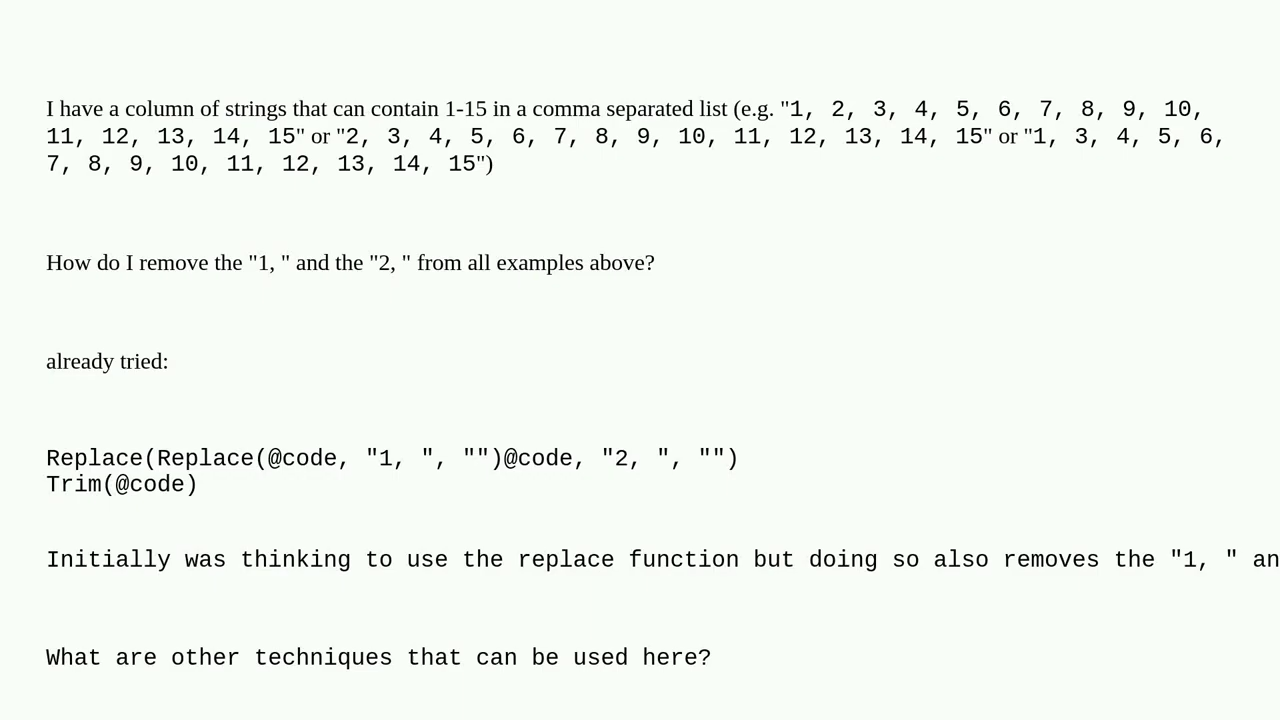 I have a column of strings that can contain 1-15 in a comma separated list (e.g. "1, 2, 3, 4, 5, 6, 7, 8, 9, 10,
11, 12, 13, 14, 15" or "2, 3, 4, 5, 6, 7, 8, 9, 10, 11, 12, 13, 14, 15" or "1, 3, 4, 5, 6,
7, 8, 9, 10, 11, 12, 13, 14, 15")
How do I remove the "1, " and the "2, " from all examples above?
already tried:
Replace(Replace(@code, "1, ", "")@code, "2, ", "")
Trim(@code)
Initially was thinking to use the replace function but doing so also removes the "1, " an
What are other techniques that can be used here?